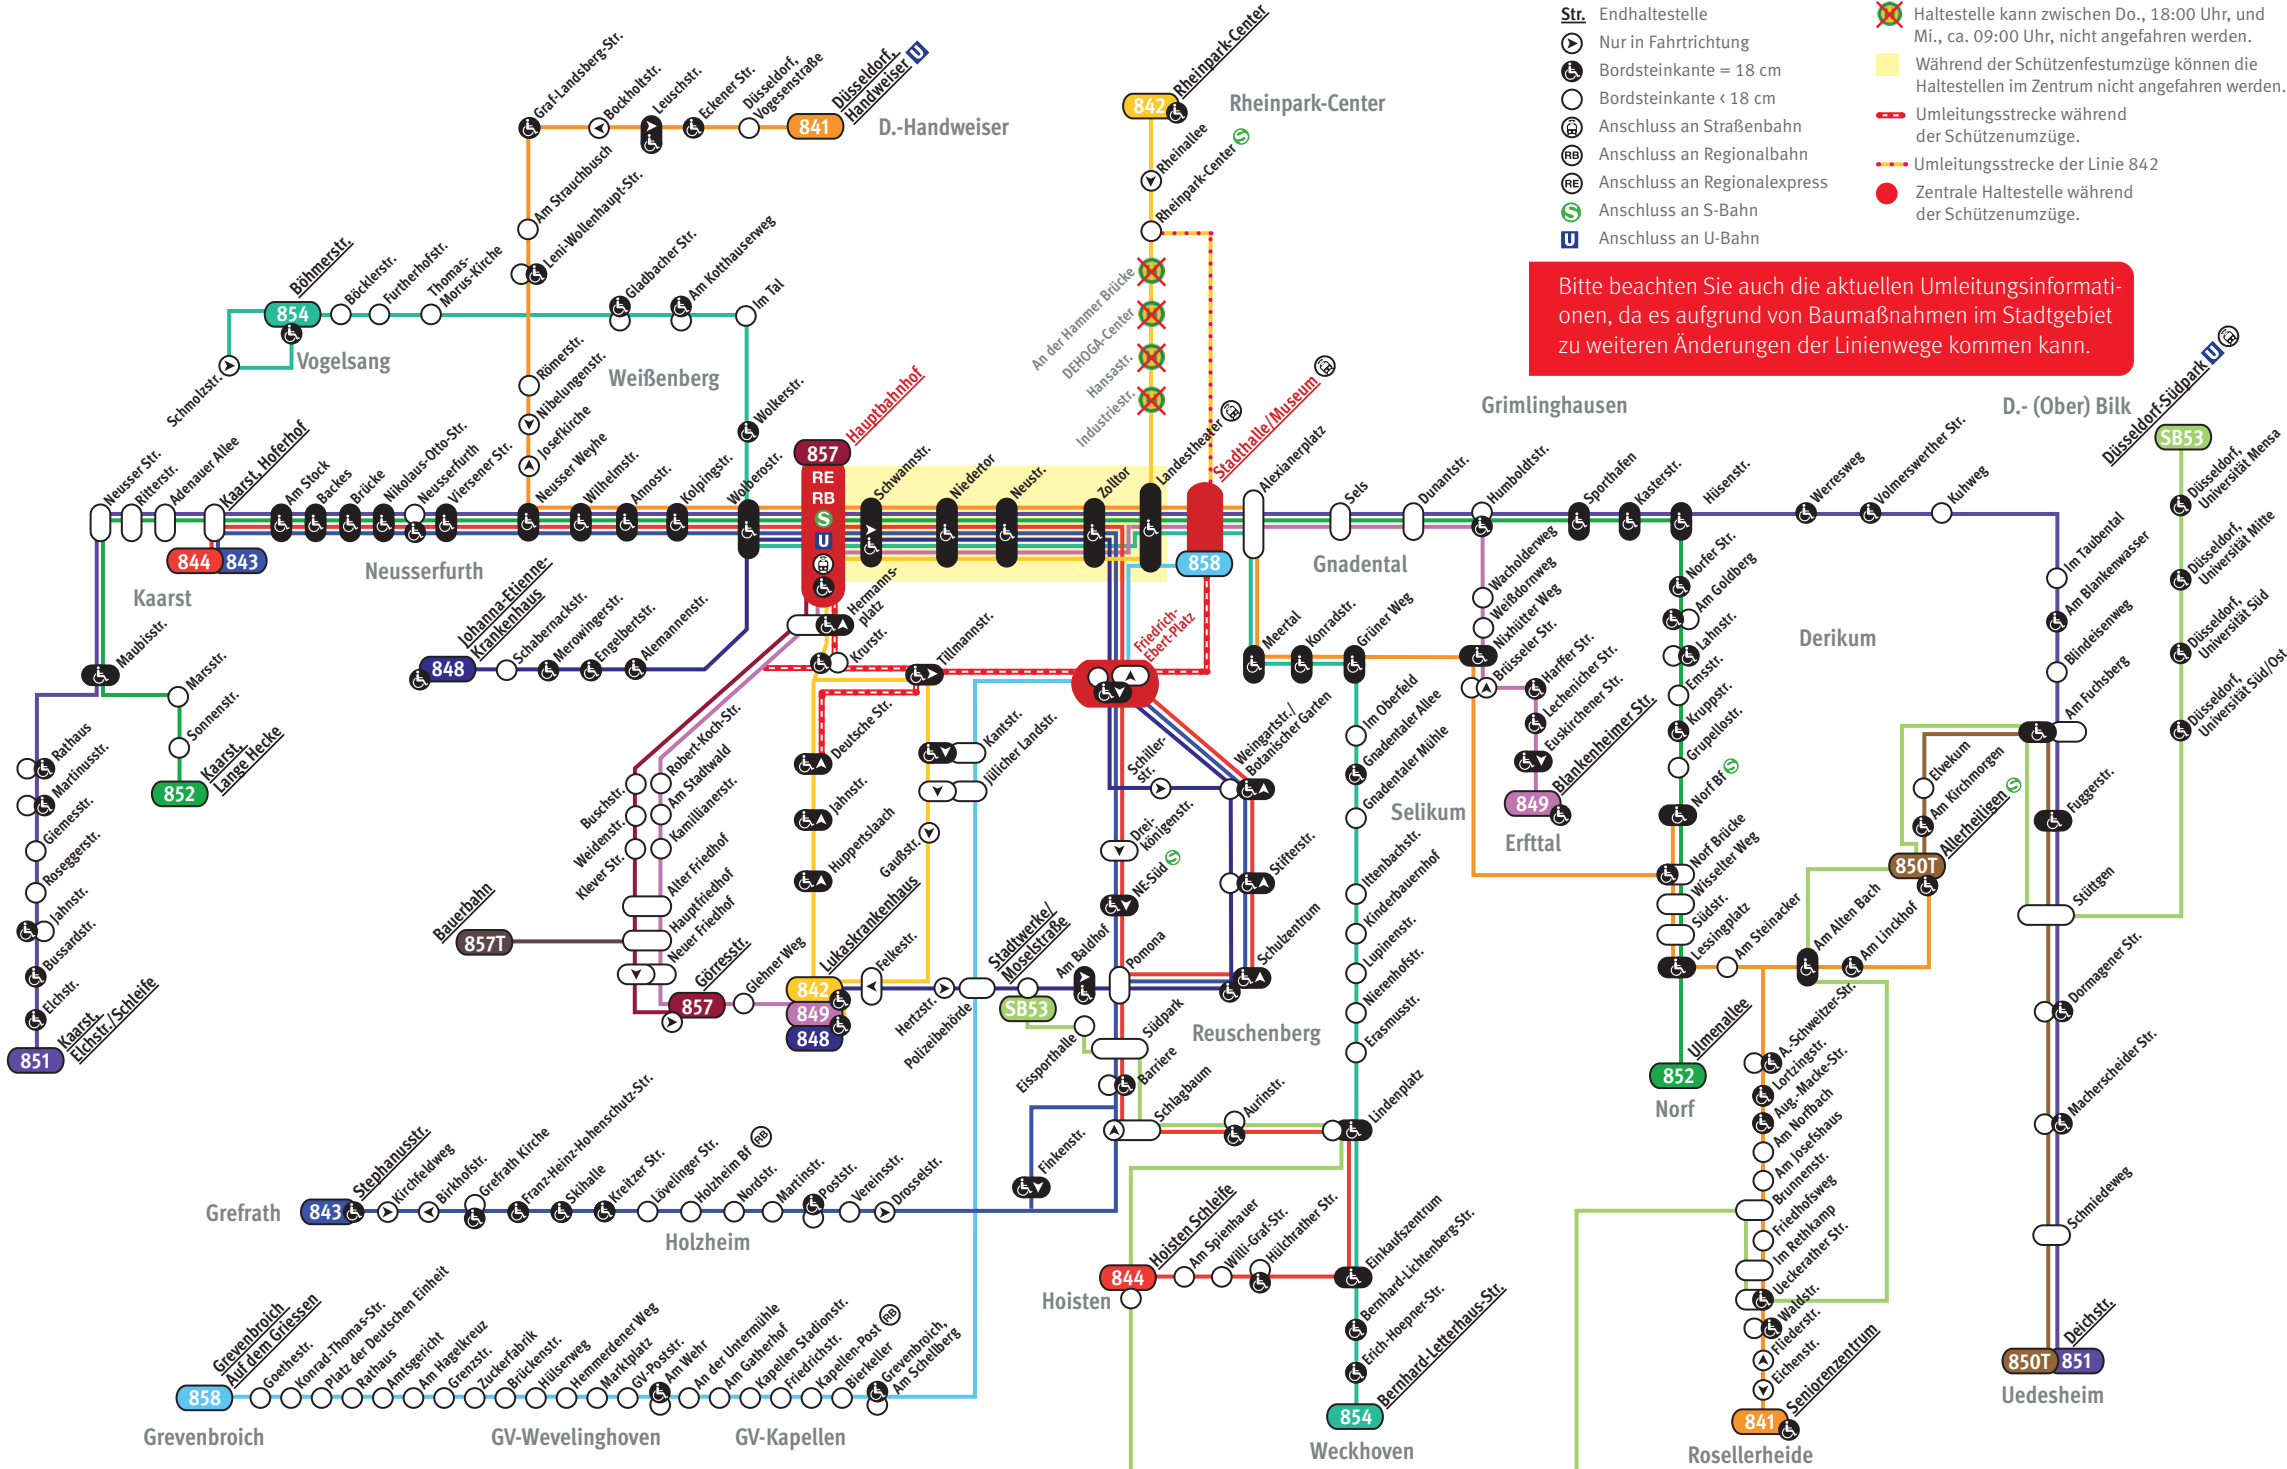 Str. Endhaltestelle
Nur in Fahrtrichtung
Bordsteinkante = 18 cm
Bordsteinkante < 18 cm
Anschluss an Straßenbahn
RB Anschluss an Regionalbahn
RE Anschluss an Regionalexpress
S Anschluss an S-Bahn
U Anschluss an U-Bahn
Haltestelle kann zwischen Do., 18:00 Uhr, und
Mi., ca. 09:00 Uhr, nicht angefahren werden.
Während der Schützenfestumzüge können die
Haltestellen im Zentrum nicht angefahren werden.
Umleitungsstrecke während
der Schützenumzüge.
Umleitungsstrecke der Linie 842
Zentrale Haltestelle während
der Schützenumzüge.
Bitte beachten Sie auch die aktuellen Umleitungsinformati-
onen, da es aufgrund von Baumaßnahmen im Stadtgebiet
zu weiteren Änderungen der Linienwege kommen kann.
Graf-Landsberg-Str.
Bockholtstr.
Leuschstr.
Eckener Str.
Düsseldorf,
Vogesenstraße
Düsseldorf,
Handweiser U
841
D.-Handweiser
Am Strauchbusch
Leni-Wollenhaupt-Str.
Römerstr.
Nibelungenstr.
Josefkirche
842
Rheinpark-Center
Rheinpark-Center
Rheinallee
Rheinpark-Center S
An der Hammer Brücke
DEHOGA-Center
Hansastr.
Industriestr.
Böhmerstr.
854
Böcklerstr.
Furtherhofstr.
Thomas-
Morus-Kirche
Gladbacher Str.
Am Kotthauserweg
Im Tal
Schmolzstr.
Vogelsang
Weißenberg
Wolkerstr.
Neusser Str.
Ritterstr.
Adenauer Allee
Kaarst, Hoferhof
844
843
Kaarst
Am Stock
Backes
Brücke
Nikolaus-Otto-Str.
Neusserfurth
Viersener Str.
Neusser Weyhe
Wilhelmstr.
Annostr.
Kolpingstr.
Wolberostr.
Neusserfurth
857
Hauptbahnhof
RE
RB
S
U
Schwannstr.
Niedertor
Neustr.
Zolltor
Landestheater
Stadthalle/Museum
858
Alexianerplatz
Sels
Dunantstr.
Humboldtstr.
Sporthafen
Kasterstr.
Hüsenstr.
Werresweg
Volmerswerther Str.
Kuhweg
Gnadental
Grimlinghausen
D.- (Ober) Bilk
Düsseldorf-Südpark U
SB53
Düsseldorf,
Universität Mensa
Düsseldorf,
Universität Mitte
Düsseldorf,
Universität Süd
Düsseldorf,
Universität Süd/Ost
Im Taubental
Am Blankenwasser
Blindeisenweg
Am Fuchsberg
Fuggerstr.
Stüttgen
Dormagener Str.
Macherscheider Str.
Schmiedeweg
Deichstr.
850T
851
Uedesheim
Derikum
Maubisstr.
Marsstr.
Sonnenstr.
852
Kaarst,
Lange Hecke
Rathaus
Martinusstr.
Giemesstr.
Roseggerstr.
Jahnstr.
Bussardstr.
Elchstr.
851
Kaarst,
Elchstr./Schleife
Johanna-Etienne-
Krankenhaus
848
Schabernackstr.
Merowingerstr.
Engelbertstr.
Alemannenstr.
Hermanns-
platz
Krurstr.
Tillmannstr.
Friedrich-
Ebert-Platz
Deutsche Str.
Jahnstr.
Huppertslaach
Kantstr.
Jülicher Landstr.
Gaußstr.
Robert-Koch-Str.
Am Stadtwald
Kamillianerstr.
Buschstr.
Weidenstr.
Klever Str.
Alter Friedhof
Hauptfriedhof
Neuer Friedhof
Bauerbahn
857T
Görresstr.
857
Glehner Weg
Lukaskrankenhaus
842
849
848
Felkestr.
Hertzstr.
Polizeibehörde
Stadtwerke/
Moselstraße
SB53
Am Baldhof
Eissporthalle
Südpark
Barriere
Schlagbaum
Pomona
NE-Süd S
Drei-
königenstr.
Schiller-
str.
Weingartstr./
Botanischer Garten
Stifterstr.
Schulzentrum
Reuschenberg
Meertal
Konradstr.
Grüner Weg
Im Oberfeld
Gnadentaler Allee
Gnadentaler Mühle
Ittenbachstr.
Kinderbauernhof
Lupinenstr.
Nierenhofstr.
Erasmusstr.
Lindenplatz
Aurinstr.
Selikum
Wacholderweg
Weißdornweg
Nixhütter Weg
Brüsseler Str.
Harffer Str.
Lechenicher Str.
Euskirchener Str.
Blankenheimer Str.
849
Erfttal
Norfer Str.
Am Goldberg
Lahnstr.
Emsstr.
Kruppstr.
Grupellostr.
Norf Bf S
Norf Brücke
Wisselter Weg
Südstr.
Lessingplatz
Ulmenallee
852
Norf
Am Steinacker
Am Alten Bach
Am Linckhof
Allerheiligen S
850T
Elvekum
Am Kirchmorgen
A.-Schweitzer-Str.
Lortzingstr.
Aug.-Macke-Str.
Am Norfbach
Am Josefshaus
Brunnenstr.
Friedhofsweg
Im Rethkamp
Ueckerather Str.
Waldstr.
Fliederstr.
Eichenstr.
Seniorenzentrum
841
Rosellerheide
Finkenstr.
Grefrath
843
Stephanusstr.
Kirchfeldweg
Birkhofstr.
Grefrath Kirche
Franz-Heinz-Hohenschutz-Str.
Skihalle
Kreitzer Str.
Lövelinger Str.
Holzheim Bf RB
Nordstr.
Martinstr.
Poststr.
Vereinsstr.
Drosselstr.
Holzheim
Hoisten Schleife
844
Am Spienhauer
Willi-Graf-Str.
Hülchrather Str.
Einkaufszentrum
Hoisten
Bernhard-Lichtenberg-Str.
Erich-Hoepner-Str.
Bernhard-Letterhaus-Str.
854
Weckhoven
Grevenbroich
Auf dem Griessen
858
Goethestr.
Konrad-Thomas-Str.
Platz der Deutschen Einheit
Rathaus
Amtsgericht
Am Hagelkreuz
Grenzstr.
Zuckerfabrik
Brückenstr.
Hülserweg
Hemmerdener Weg
Marktplatz
GV-Poststr.
Am Wehr
An der Untermühle
Am Gatherhof
Kapellen Stadionstr.
Friedrichstr.
Kapellen-Post RB
Bierkeller
Grevenbroich,
Am Schellberg
Grevenbroich
GV-Wevelinghoven
GV-Kapellen